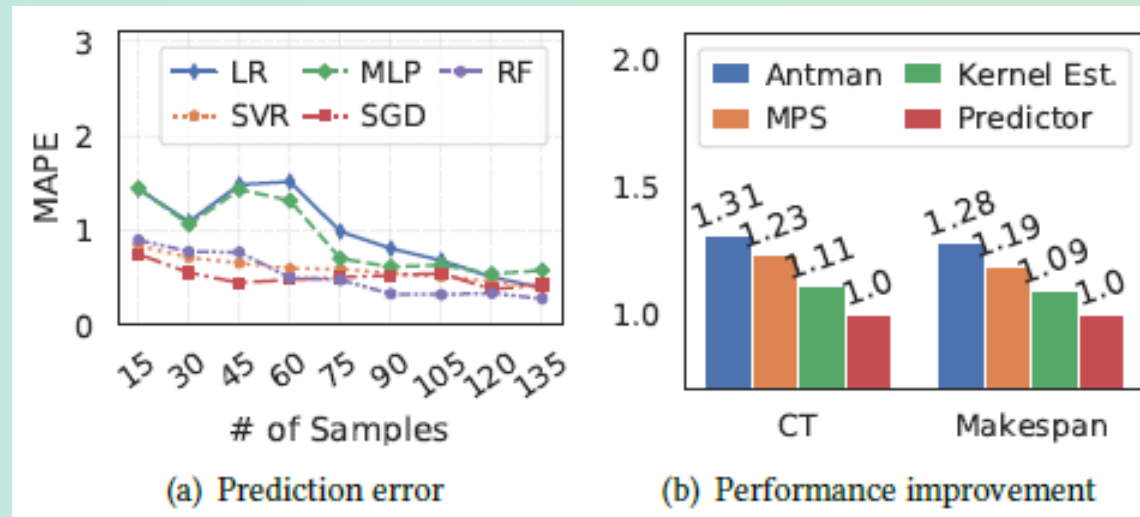 3
2
1
0
MAPE
LR
MLP
RF
SVR
SGD
15
30
45
60
75
90
105
120
135
# of Samples
(a) Prediction error
2.0
1.5
1.0
Antman
Kernel Est.
MPS
Predictor
1.31
1.23
1.11
1.0
1.28
1.19
1.09
1.0
CT
Makespan
(b) Performance improvement